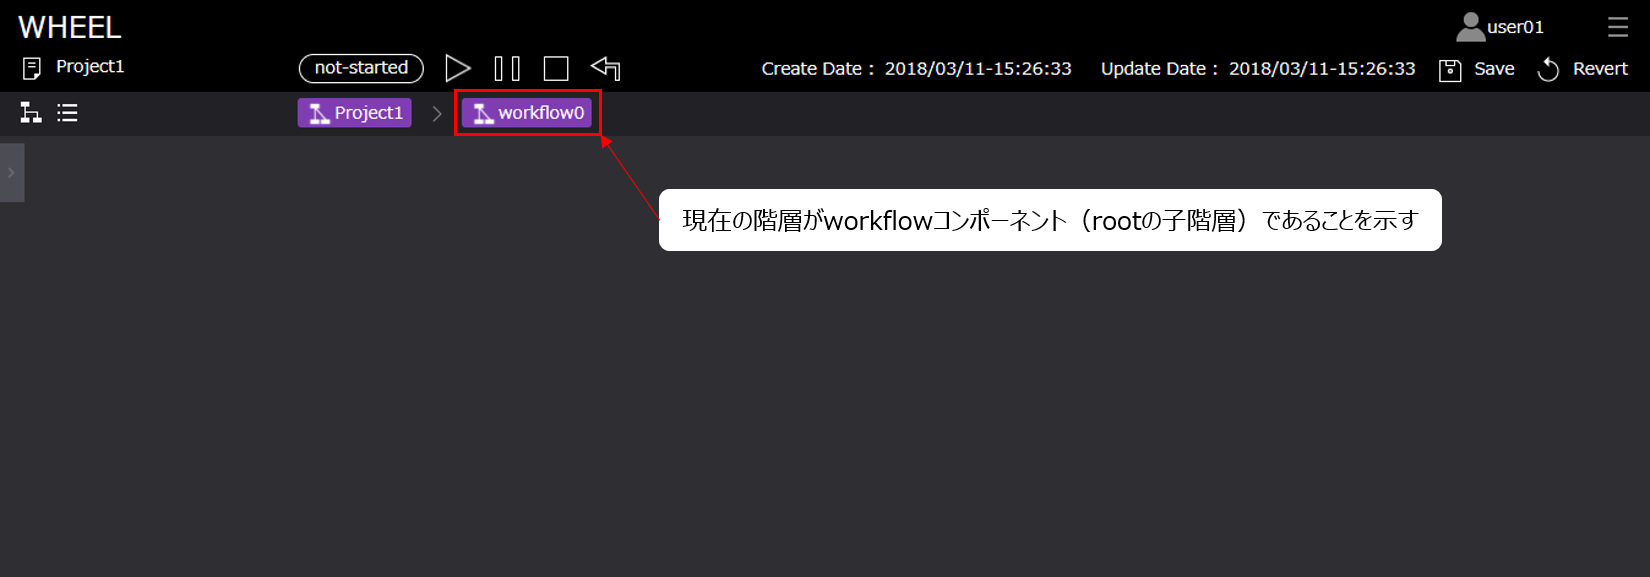 WHEEL
user01
Project1
not-started
Create Date : 2018/03/11-15:26:33
Update Date : 2018/03/11-15:26:33
Save
Revert
Project1
workflow0
現在の階層がworkflowコンポーネント（rootの子階層）であることを示す